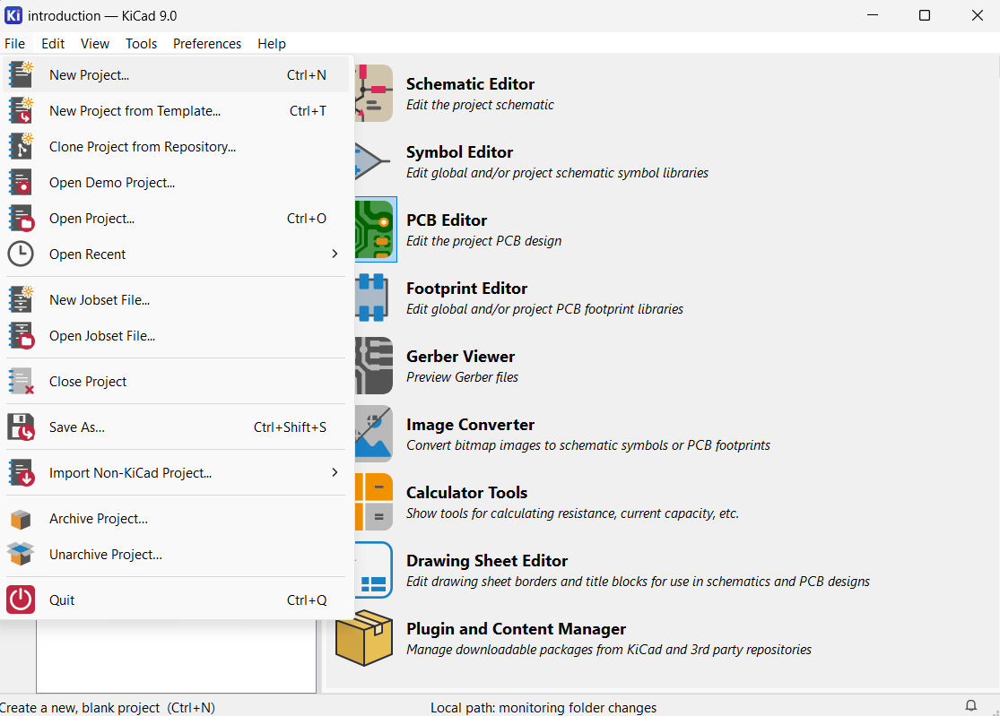 introduction — KiCad 9.0
File Edit View Tools Preferences Help
New Project... Ctrl+N
New Project from Template... Ctrl+T
Clone Project from Repository...
Open Demo Project...
Open Project... Ctrl+O
Open Recent
New Jobset File...
Open Jobset File...
Close Project
Save As... Ctrl+Shift+S
Import Non-KiCad Project...
Archive Project...
Unarchive Project...
Quit Ctrl+Q
Schematic Editor
Edit the project schematic
Symbol Editor
Edit global and/or project schematic symbol libraries
PCB Editor
Edit the project PCB design
Footprint Editor
Edit global and/or project PCB footprint libraries
Gerber Viewer
Preview Gerber files
Image Converter
Convert bitmap images to schematic symbols or PCB footprints
Calculator Tools
Show tools for calculating resistance, current capacity, etc.
Drawing Sheet Editor
Edit drawing sheet borders and title blocks for use in schematics and PCB designs
Plugin and Content Manager
Manage downloadable packages from KiCad and 3rd party repositories
Create a new, blank project (Ctrl+N) Local path: monitoring folder changes